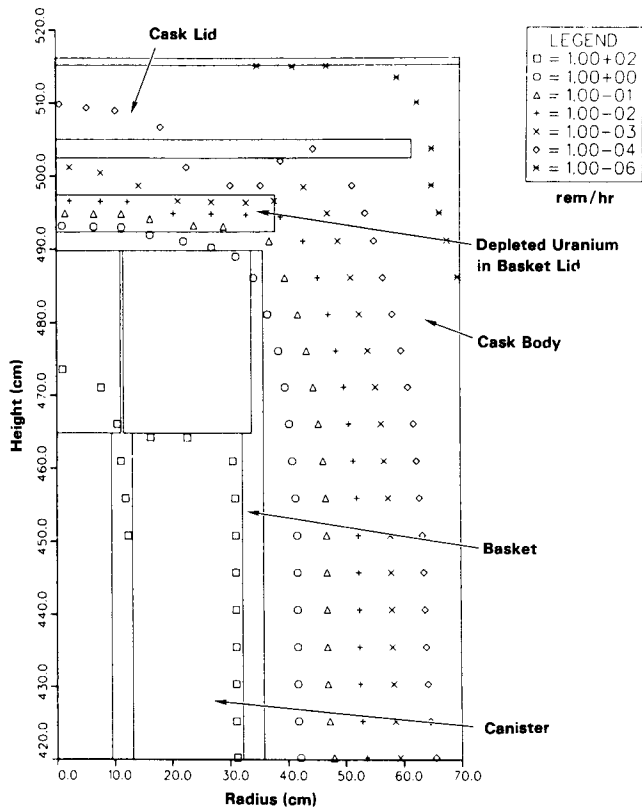 Cask Lid
LEGEND
□ = 1.00+02
○ = 1.00+00
△ = 1.00-01
+ = 1.00-02
× = 1.00-03
◇ = 1.00-04
⁎ = 1.00-06
rem/hr
Depleted Uranium
in Basket Lid
Cask Body
Basket
Canister
Height (cm)
520.0
510.0
500.0
490.0
480.0
470.0
460.0
450.0
440.0
430.0
420.0
0.0 10.0 20.0 30.0 40.0 50.0 60.0 70.0
Radius (cm)